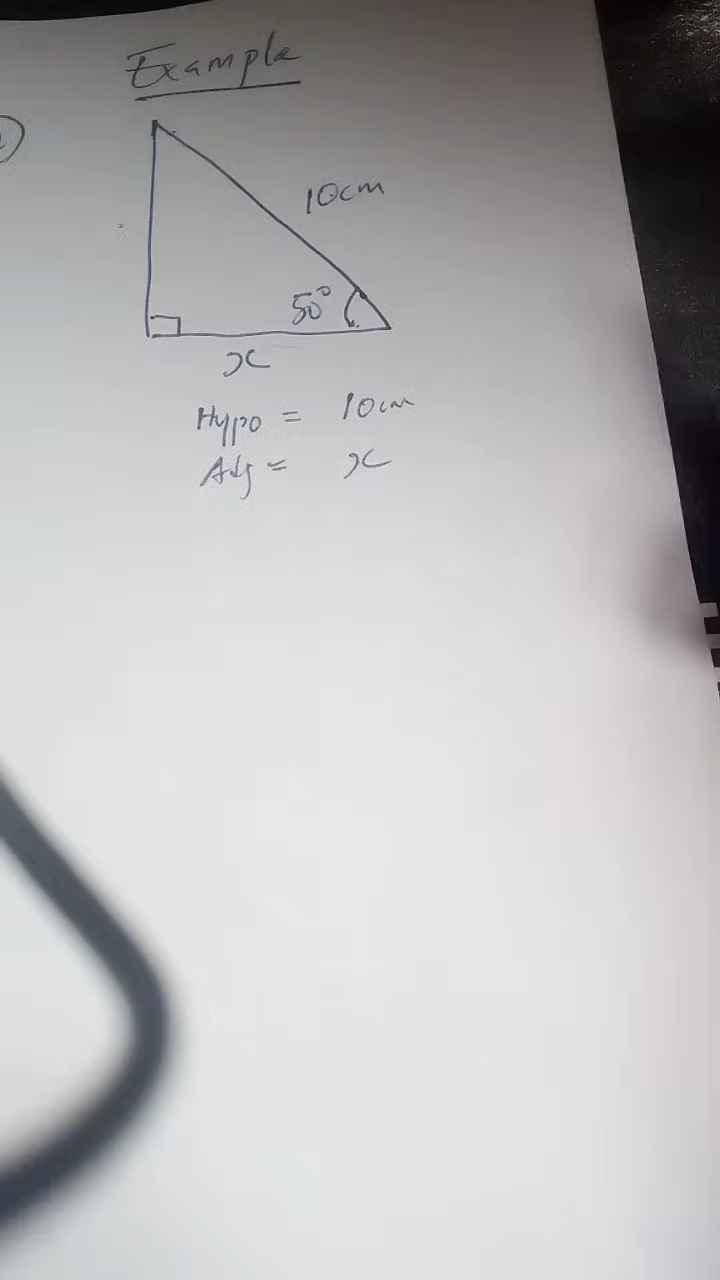 Example
10cm
50°
x
Hypo = 10cm
Adj = x